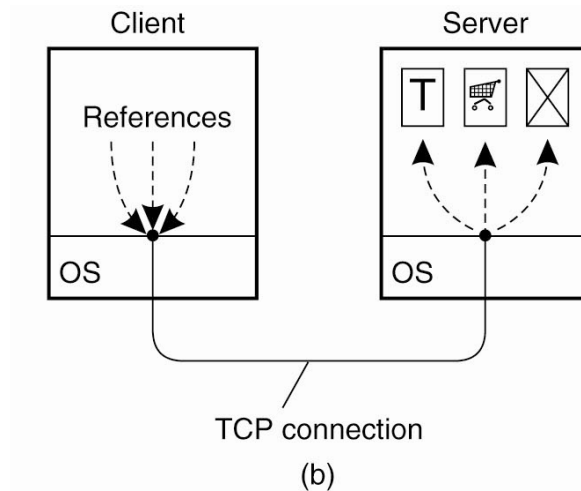 Client
Server
References
T
OS
OS
TCP connection
(b)